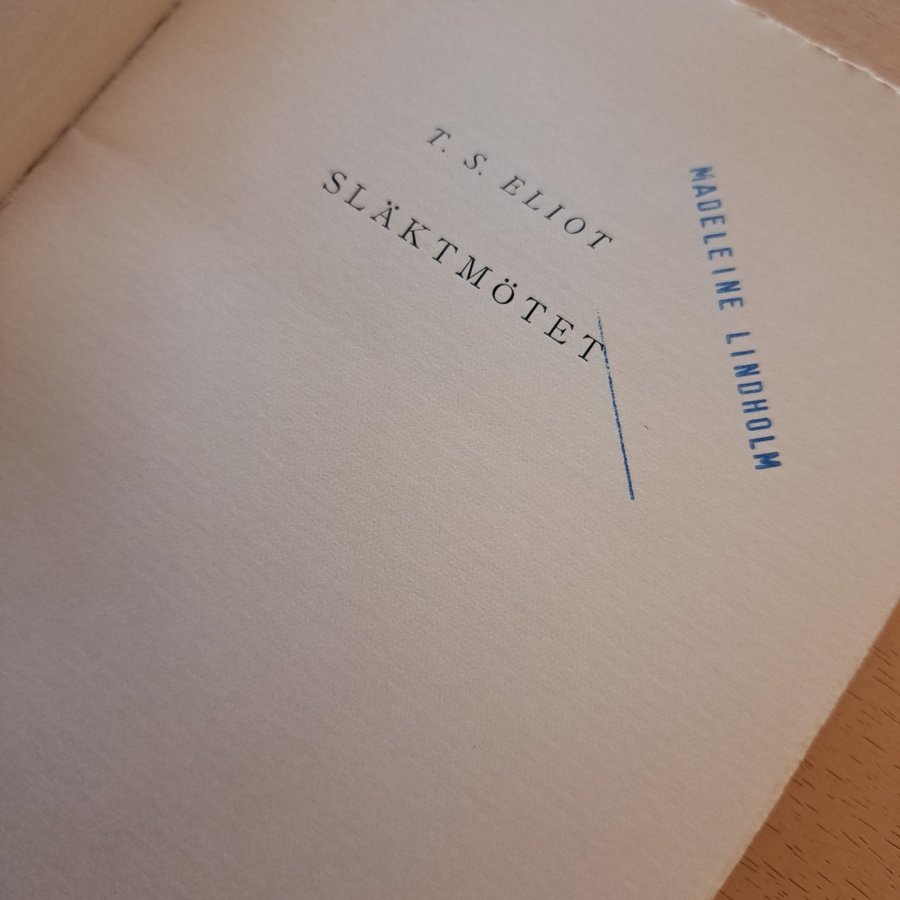 T. S. ELIOT
SLÄKTMÖTET
MADELEINE LINDHOLM